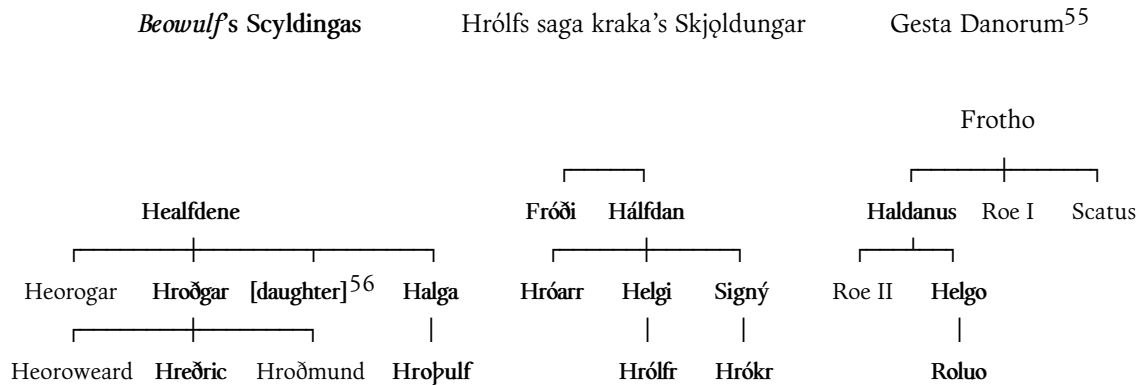 Beowulf's Scyldingas Hrólfs saga kraka's Skjǫldungar Gesta Danorum55
Frotho
Healfdene Fróði Hálfdan Haldanus Roe I Scatus
Heorogar Hroðgar [daughter]56 Halga Hróarr Helgi Signý Roe II Helgo
Heoroweard Hreðric Hroðmund Hroþulf Hrólfr Hrókr Roluo